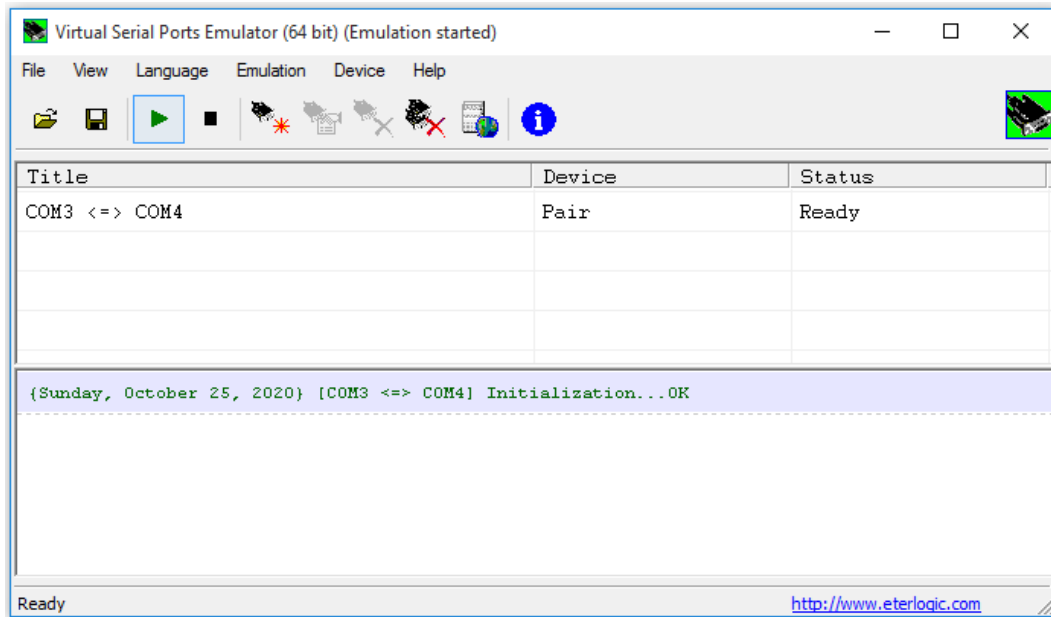 Virtual Serial Ports Emulator (64 bit) (Emulation started)
File View Language Emulation Device Help
Title Device Status
COM3 <=> COM4 Pair Ready
{Sunday, October 25, 2020} [COM3 <=> COM4] Initialization...OK
Ready http://www.eterlogic.com